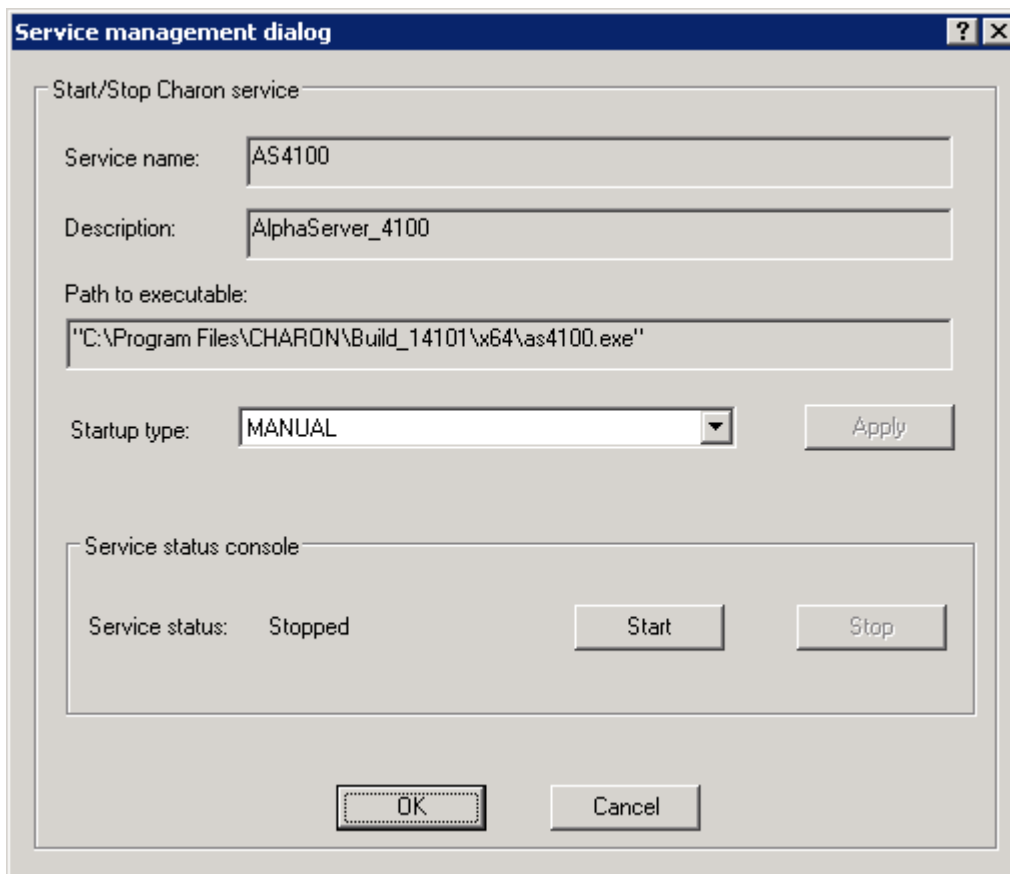 Service management dialog
Start/Stop Charon service
Service name: AS4100
Description: AlphaServer_4100
Path to executable:
"C:\Program Files\CHARON\Build_14101\x64\as4100.exe"
Startup type: MANUAL Apply
Service status console
Service status: Stopped Start Stop
OK Cancel